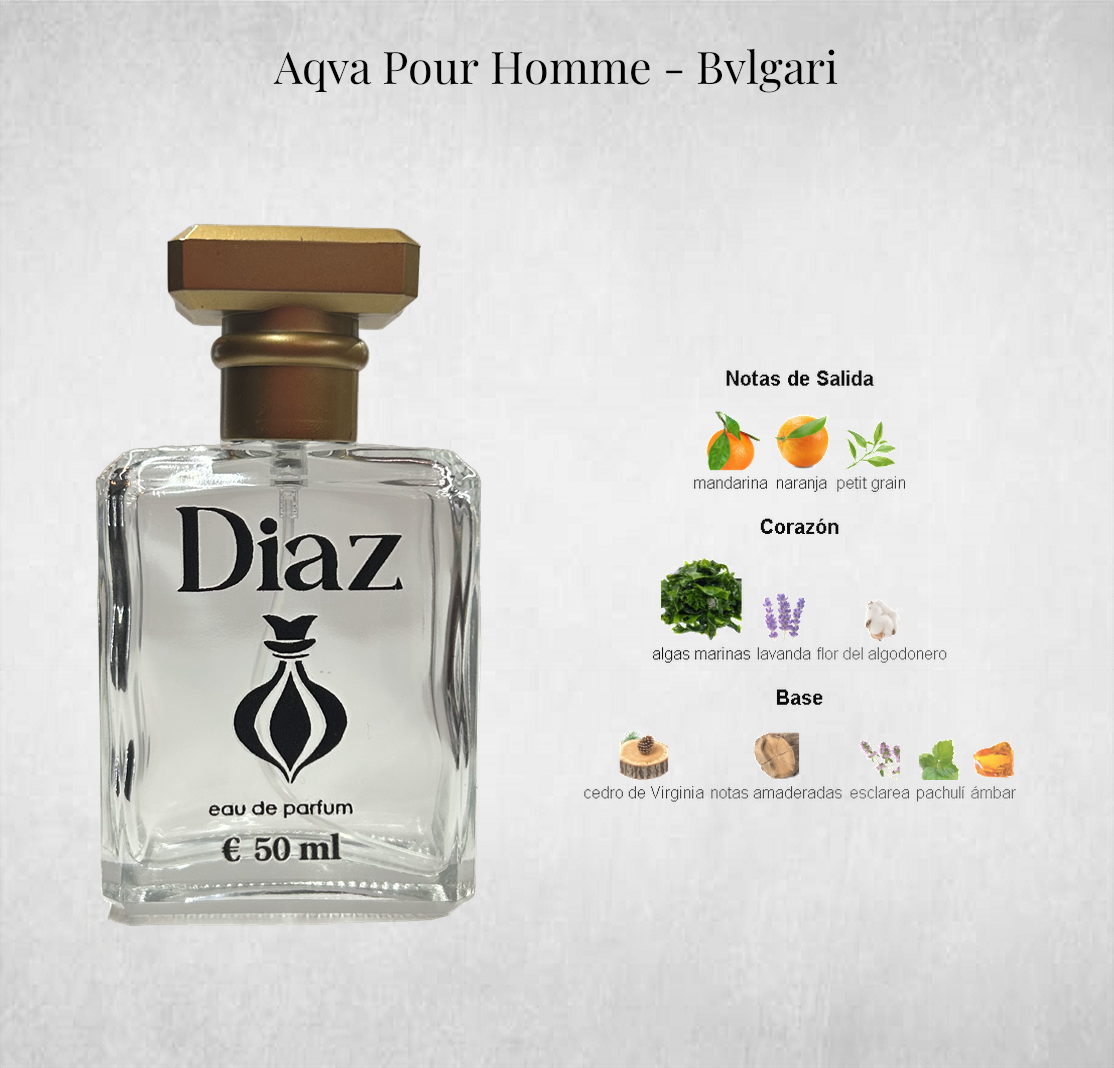 Aqva Pour Homme - Bvlgari
Diaz
eau de parfum
€ 50 ml
Notas de Salida
mandarina naranja petit grain
Corazón
algas marinas lavanda flor del algodonero
Base
cedro de Virginia notas amaderadas esclarea pachulí ámbar